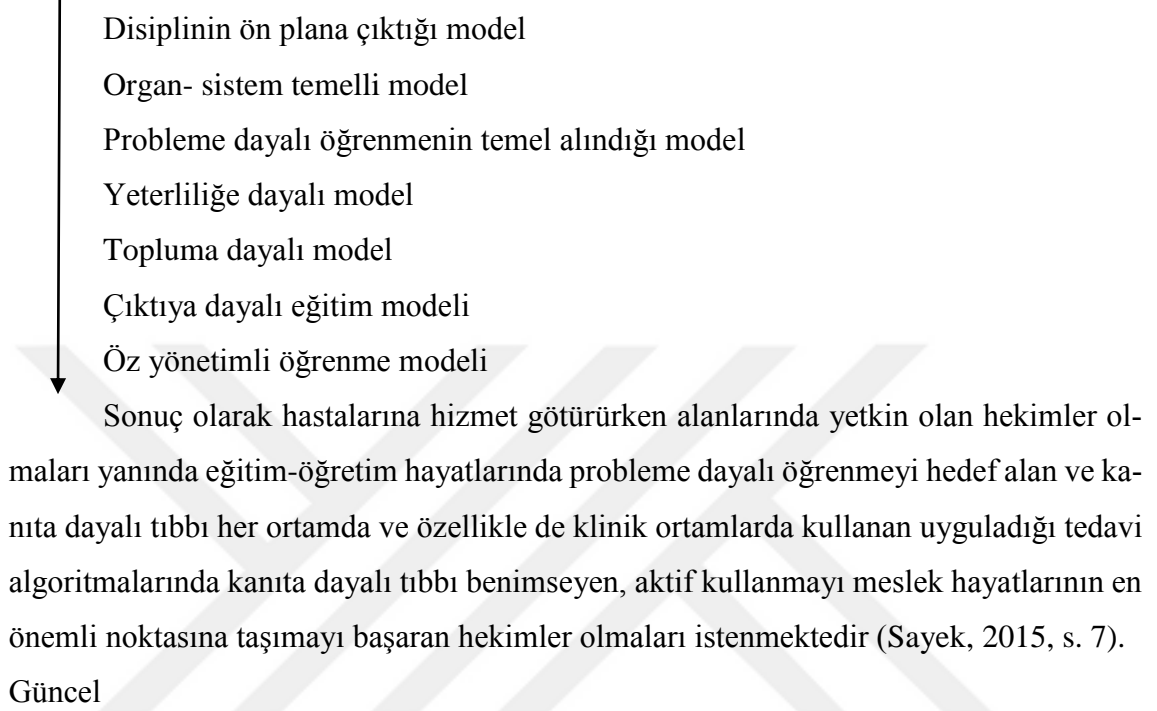 Disiplinin ön plana çıktığı model
Organ- sistem temelli model
Probleme dayalı öğrenmenin temel alındığı model
Yeterliliğe dayalı model
Topluma dayalı model
Çıktıya dayalı eğitim modeli
Öz yönetimli öğrenme modeli
Sonuç olarak hastalarına hizmet götürürken alanlarında yetkin olan hekimler ol-
maları yanında eğitim-öğretim hayatlarında probleme dayalı öğrenmeyi hedef alan ve ka-
nıta dayalı tıbbı her ortamda ve özellikle de klinik ortamlarda kullanan uyguladığı tedavi
algoritmalarında kanıta dayalı tıbbı benimseyen, aktif kullanmayı meslek hayatlarının en
önemli noktasına taşımayı başaran hekimler olmaları istenmektedir (Sayek, 2015, s. 7).
Güncel